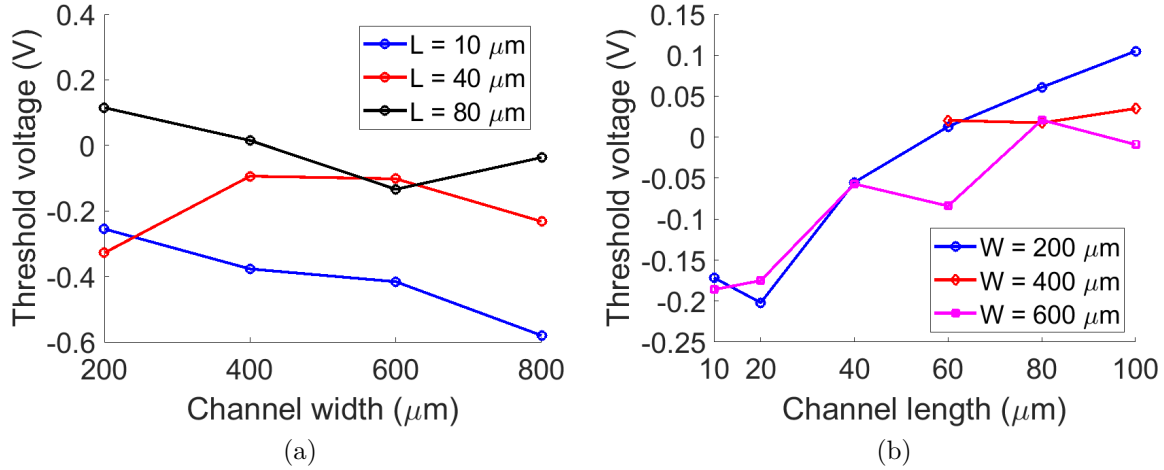 0.4
0.2
0
-0.2
-0.4
-0.6
Threshold voltage (V)
L = 10 μm
L = 40 μm
L = 80 μm
200
400
600
800
Channel width (μm)
(a)
0.15
0.1
0.05
0
-0.05
-0.1
-0.15
-0.2
-0.25
Threshold voltage (V)
W = 200 μm
W = 400 μm
W = 600 μm
10
20
40
60
80
100
Channel length (μm)
(b)